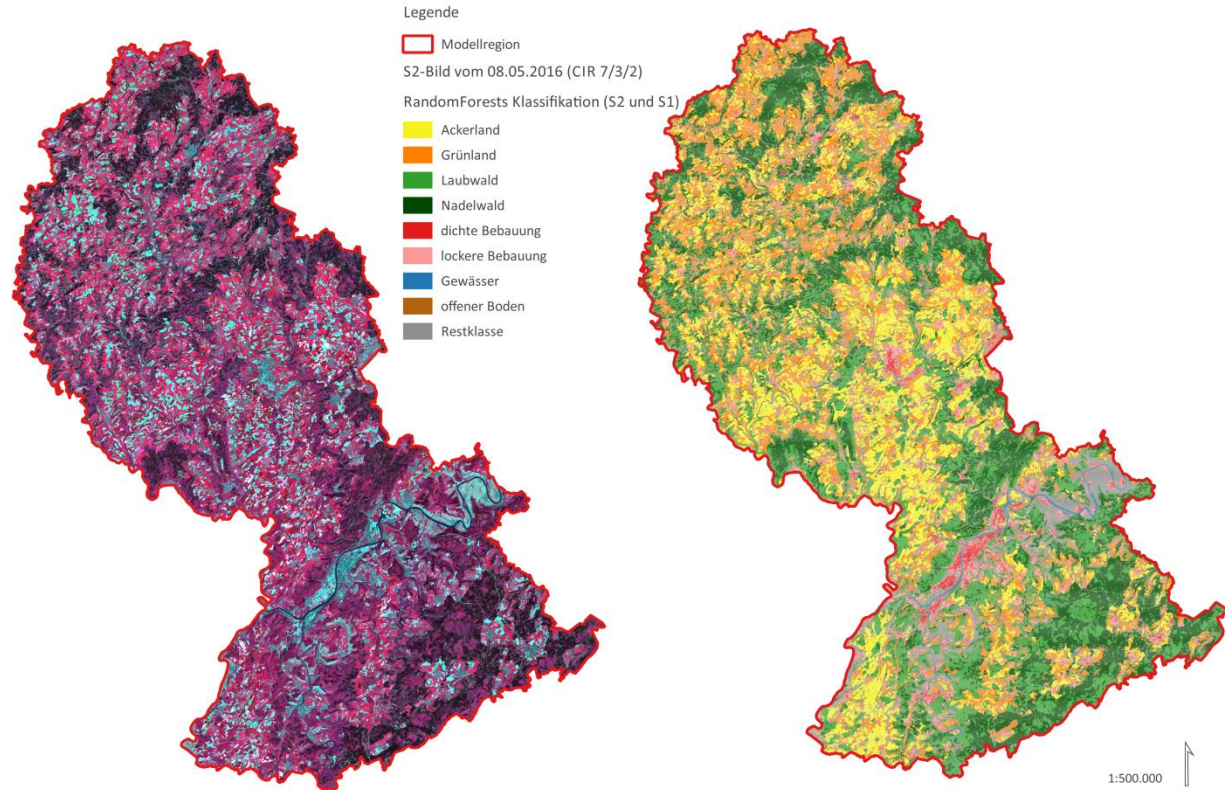 Legende
Modellregion
S2-Bild vom 08.05.2016 (CIR 7/3/2)
RandomForests Klassifikation (S2 und S1)
Ackerland
Grünland
Laubwald
Nadelwald
dichte Bebauung
lockere Bebauung
Gewässer
offener Boden
Restklasse
1:500.000